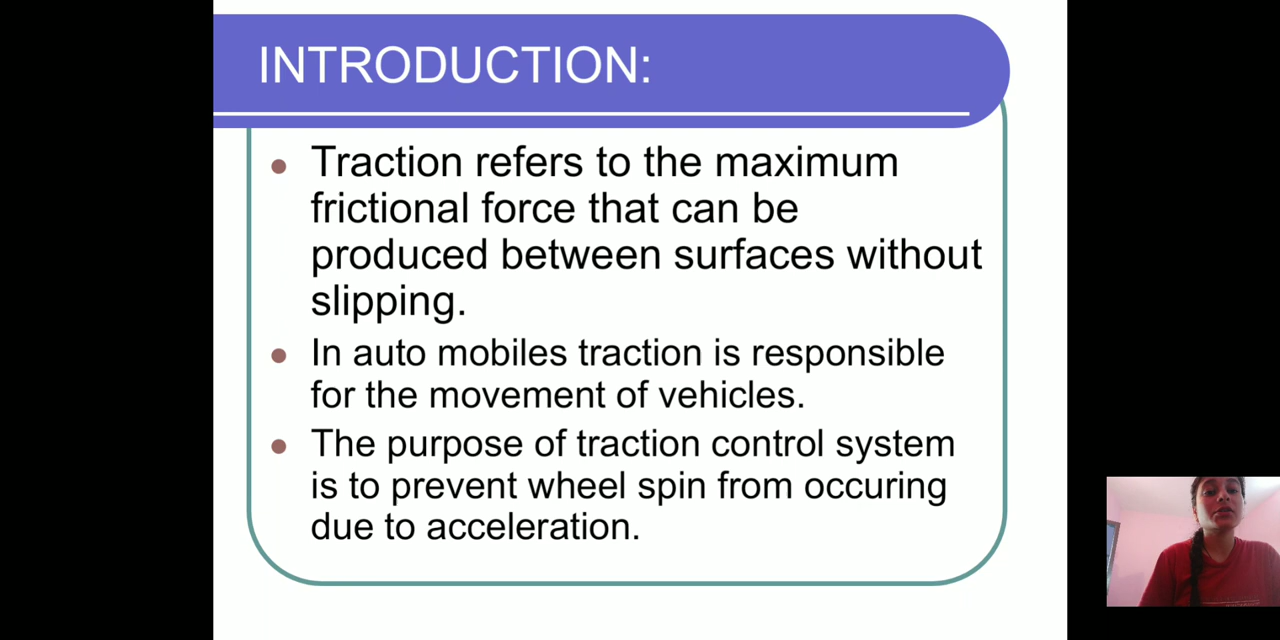 INTRODUCTION:
Traction refers to the maximum
frictional force that can be
produced between surfaces without
slipping.
In auto mobiles traction is responsible
for the movement of vehicles.
The purpose of traction control system
is to prevent wheel spin from occuring
due to acceleration.